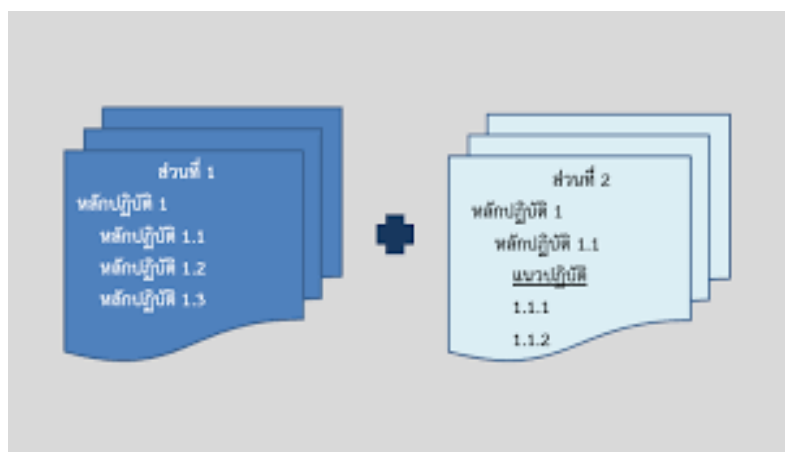 ส่วนที่ 1
หลักปฏิบัติ 1
หลักปฏิบัติ 1.1
หลักปฏิบัติ 1.2
หลักปฏิบัติ 1.3
ส่วนที่ 2
หลักปฏิบัติ 1
หลักปฏิบัติ 1.1
แนวปฏิบัติ
1.1.1
1.1.2